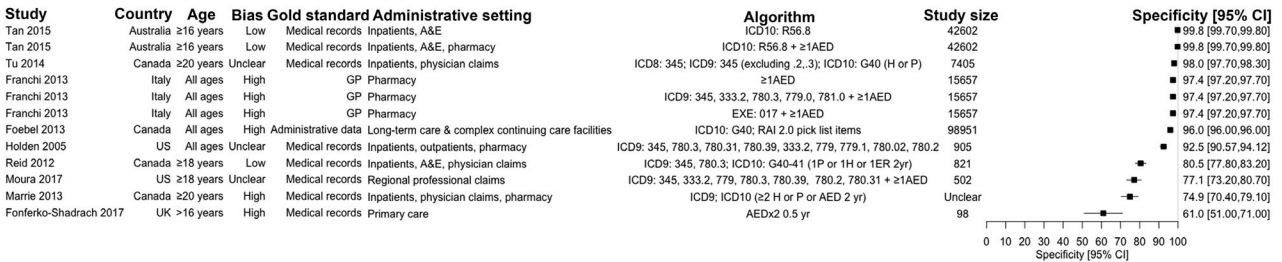 Study Country Age Bias Gold standard Administrative setting Algorithm Study size Specificity [95% CI]
Tan 2015 Australia ≥16 years Low Medical records Inpatients, A&E ICD10: R56.8 42602 99.8 [99.70,99.80]
Tan 2015 Australia ≥16 years Low Medical records Inpatients, A&E, pharmacy ICD10: R56.8 + ≥1AED 42602 99.8 [99.70,99.80]
Tu 2014 Canada ≥20 years Unclear Medical records Inpatients, physician claims ICD8: 345; ICD9: 345 (excluding .2,.3); ICD10: G40 (H or P) 7405 98.0 [97.70,98.30]
Franchi 2013 Italy All ages High GP Pharmacy ≥1AED 15657 97.4 [97.20,97.70]
Franchi 2013 Italy All ages High GP Pharmacy ICD9: 345, 333.2, 780.3, 779.0, 781.0 + ≥1AED 15657 97.4 [97.20,97.70]
Franchi 2013 Italy All ages High GP Pharmacy EXE: 017 + ≥1AED 15657 97.4 [97.20,97.70]
Foebel 2013 Canada All ages High Administrative data Long-term care & complex continuing care facilities ICD10: G40; RAI 2.0 pick list items 98951 96.0 [96.00,96.00]
Holden 2005 US All ages Unclear Medical records Inpatients, outpatients, pharmacy ICD9: 345, 780.3, 780.31, 780.39, 333.2, 779, 779.1, 780.02, 780.2 905 92.5 [90.57,94.12]
Reid 2012 Canada ≥18 years Low Medical records Inpatients, A&E, physician claims ICD9: 345, 780.3; ICD10: G40-41 (1P or 1H or 1ER 2yr) 821 80.5 [77.80,83.20]
Moura 2017 US ≥18 years Unclear Medical records Regional professional claims ICD9: 345, 333.2, 779, 780.3, 780.39, 780.2, 780.31 + ≥1AED 502 77.1 [73.20,80.70]
Marrie 2013 Canada ≥20 years High Medical records Inpatients, physicians claims, pharmacy ICD9; ICD10 (≥2 H or P or AED 2 yr) Unclear 74.9 [70.40,79.10]
Fonferko-Shadrach 2017 UK >16 years High Medical records Primary care AEDx2 0.5 yr 98 61.0 [51.00,71.00]
0 10 20 30 40 50 60 70 80 90 100
Specificity [95% CI]